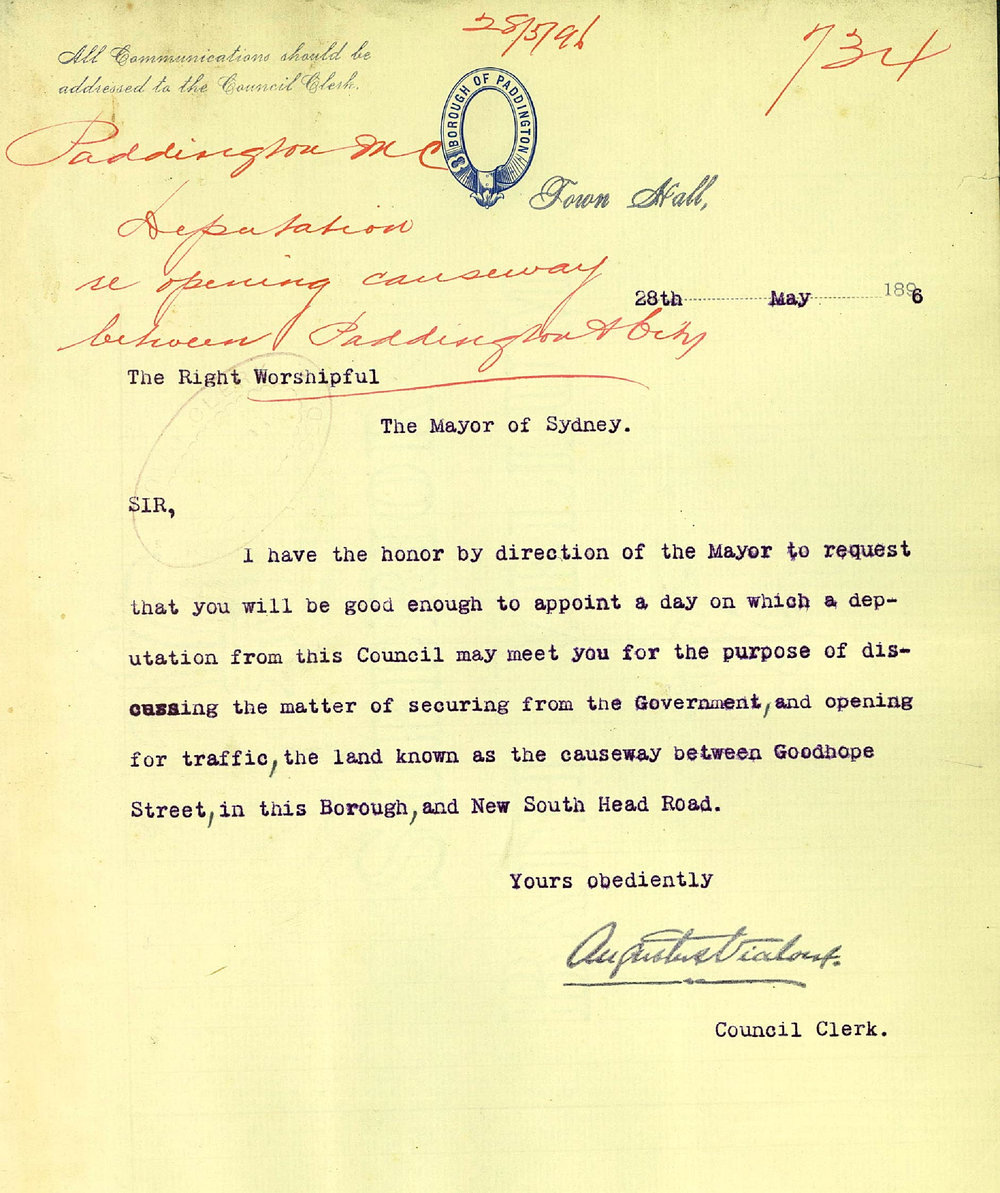 28/5/96
734
All Communications should be
addressed to the Council Clerk.
BOROUGH OF PADDINGTON
Paddington M C
Town Hall,
Deputation
re opening causeway
between Paddington & City
28th May 1896
The Right Worshipful
The Mayor of Sydney.
SIR,
I have the honor by direction of the Mayor to request
that you will be good enough to appoint a day on which a dep-
utation from this Council may meet you for the purpose of dis-
cussing the matter of securing from the Government, and opening
for traffic, the land known as the causeway between Goodhope
Street, in this Borough, and New South Head Road.
Yours obediently
Augustus Vialoux.
Council Clerk.